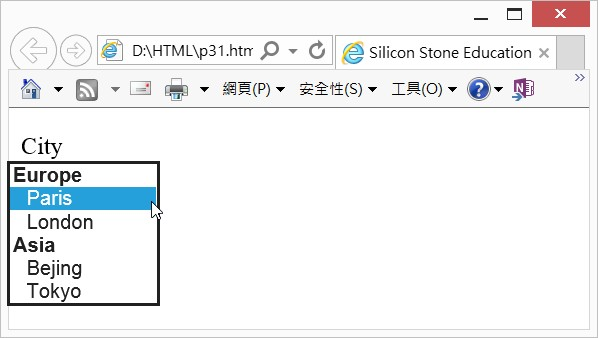 D:\HTML\p31.htm
Silicon Stone Education
網頁(P)
安全性(S)
工具(O)
City
Europe
Paris
London
Asia
Bejing
Tokyo